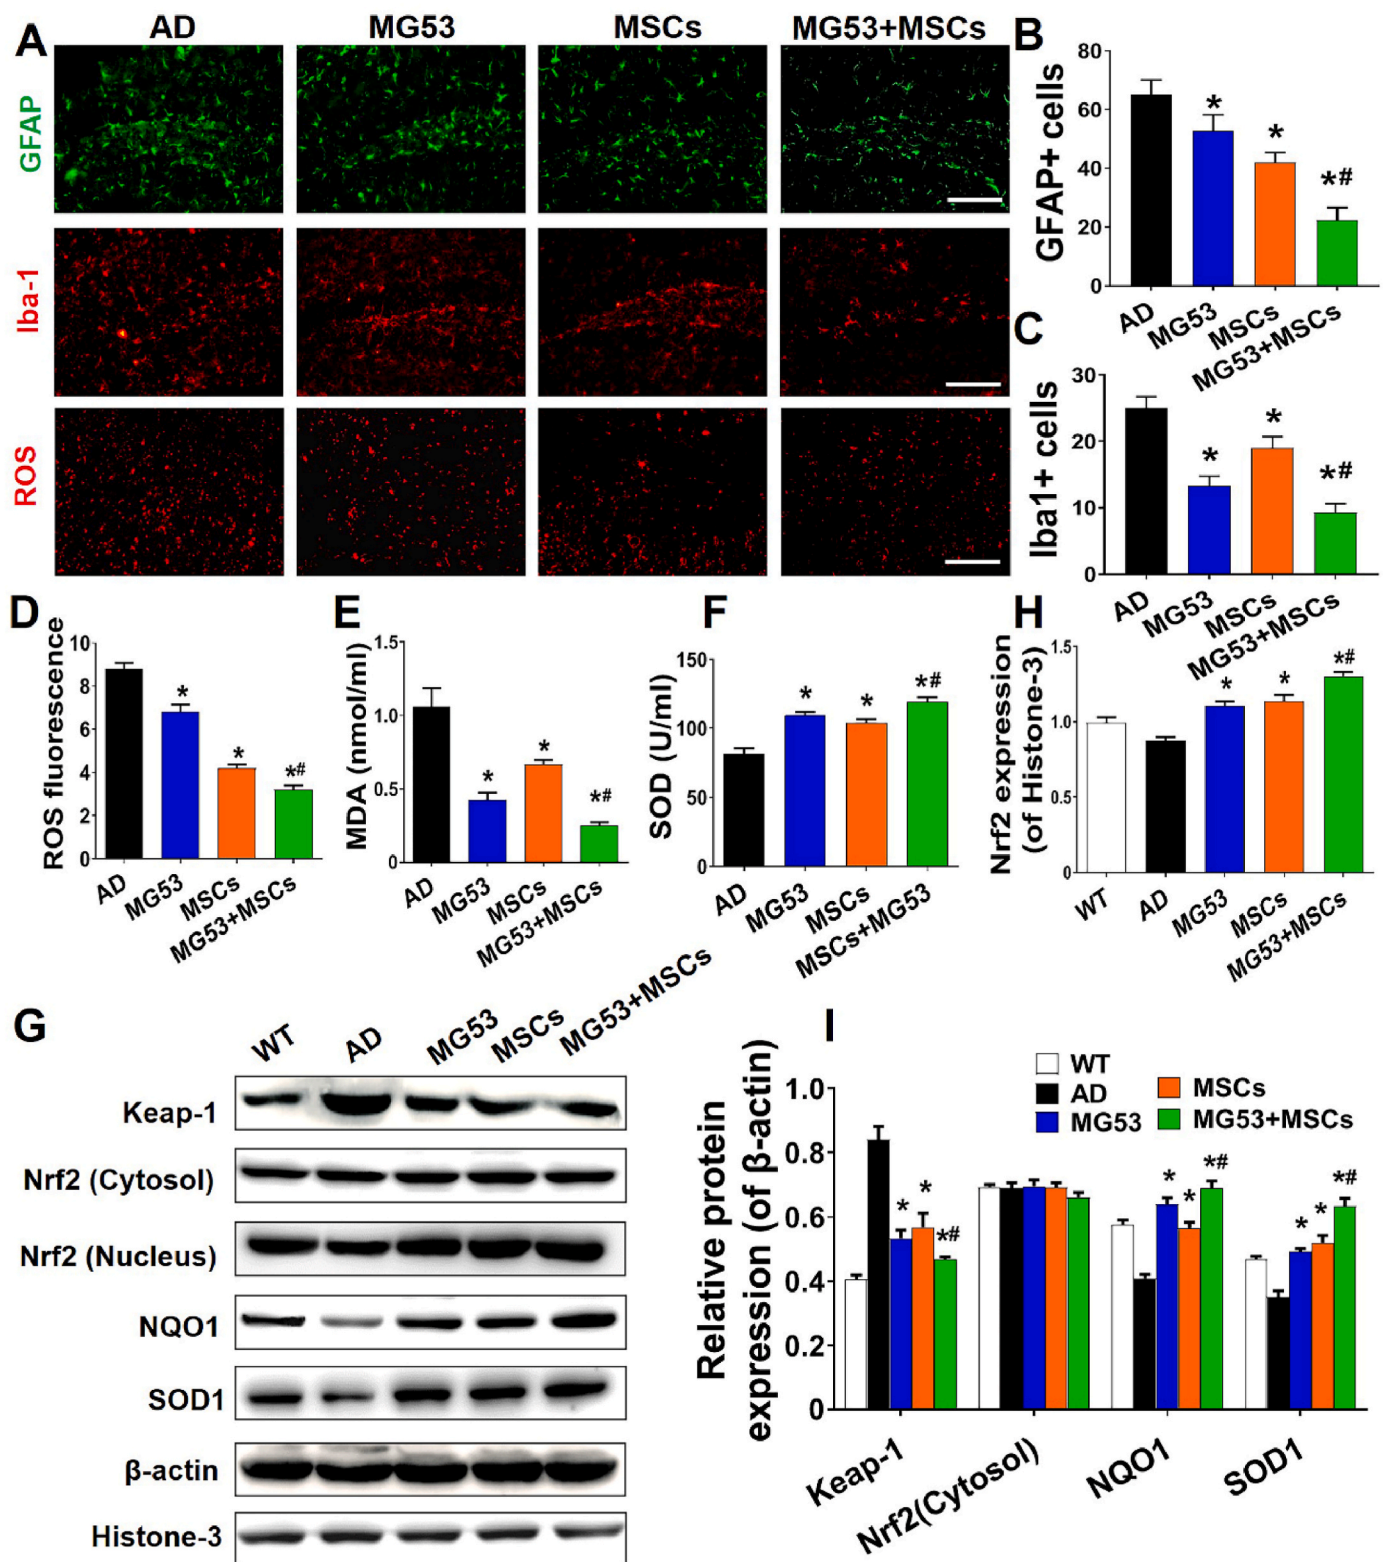 A
AD
MG53
MSCs
MG53+MSCs
GFAP
Iba-1
ROS
B
GFAP+ cells
80
60
40
20
0
*
*
*#
AD
MG53
MSCs
MG53+MSCs
C
Iba1+ cells
30
20
10
0
*
*
*#
AD
MG53
MSCs
MG53+MSCs
D
ROS fluorescence
10
8
6
4
2
0
*
*
*#
AD
MG53
MSCs
MG53+MSCs
E
MDA (nmol/ml)
1.5
1.0
0.5
0
*
*
*#
AD
MG53
MSCs
MG53+MSCs
F
SOD (U/ml)
150
100
50
0
*
*
*#
AD
MG53
MSCs
MSCs+MG53
H
Nrf2 expression
(of Histone-3)
1.5
1.0
0.5
0
*
*
*#
WT
AD
MG53
MSCs
MG53+MSCs
G
WT
AD
MG53
MSCs
MG53+MSCs
Keap-1
Nrf2 (Cytosol)
Nrf2 (Nucleus)
NQO1
SOD1
β-actin
Histone-3
I
Relative protein
expression (of β-actin)
WT
AD
MG53
MSCs
MG53+MSCs
1.0
0.8
0.6
0.4
0.2
0
*
*
*#
*
*
*#
*
*
*#
Keap-1
Nrf2(Cytosol)
NQO1
SOD1